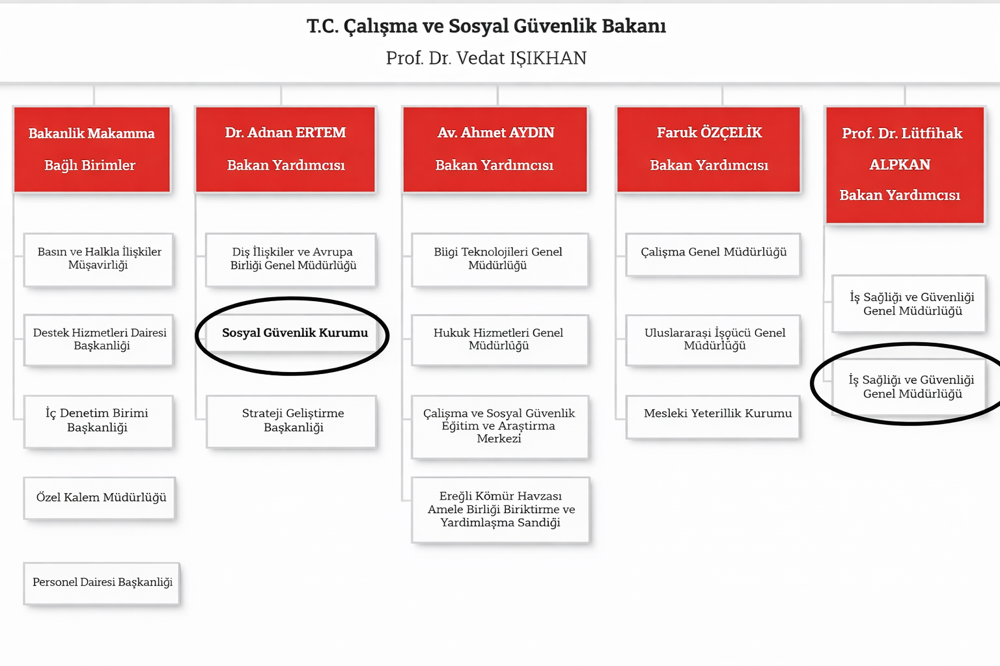 T.C. Çalışma ve Sosyal Güvenlik Bakanı
Prof. Dr. Vedat IŞIKHAN
Bakanlik Makamma
Bağlı Birimler
Basın ve Halkla İlişkiler
Müşavirliği
Destek Hizmetleri Dairesi
Başkanliği
İç Denetim Birimi
Başkanliği
Özel Kalem Müdürlüğü
Personel Dairesi Başkanliği
Dr. Adnan ERTEM
Bakan Yardımcısı
Diş İlişkiler ve Avrupa
Birliği Genel Müdürlüğü
Sosyal Güvenlik Kurumu
Strateji Geliştirme
Başkanliği
Av. Ahmet AYDIN
Bakan Yardımcısı
Biigi Teknolojileri Genel
Müdürlüğü
Hukuk Hizmetleri Genel
Müdürlüğü
Çalişma ve Sosyal Güvenlik
Eğitim ve Araştirma
Merkezi
Ereğli Kömür Havzası
Amele Birliği Biriktirme ve
Yardimlaşma Sandiği
Faruk ÖZÇELİK
Bakan Yardımcısı
Çalişma Genel Müdürlüğü
Uluslararaşi İşgücü Genel
Müdürlüğü
Mesleki Yeterillik Kurumu
Prof. Dr. Lütfihak
ALPKAN
Bakan Yardımcısı
İş Sağliğı ve Güvenliği
Genel Müdürlüğü
İş Sağliğı ve Güvenliği
Genel Müdürlüğü